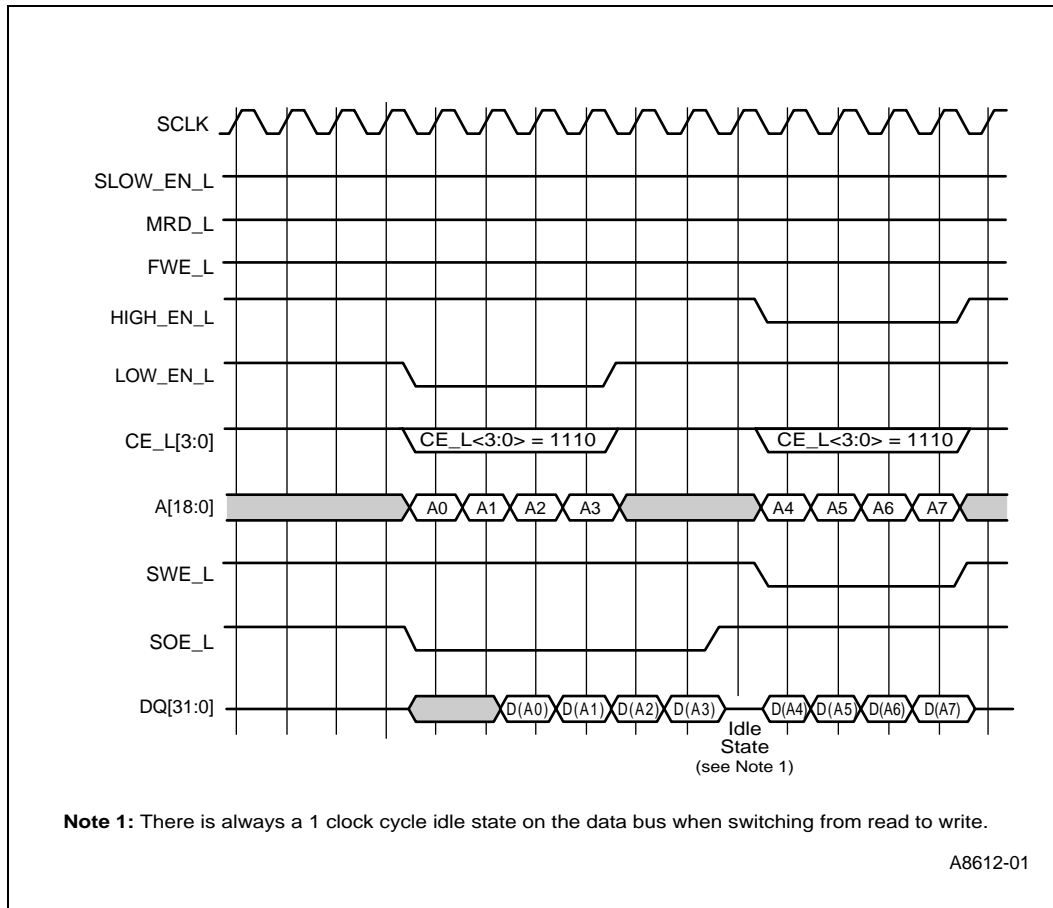 SCLK
SLOW_EN_L
MRD_L
FWE_L
HIGH_EN_L
LOW_EN_L
CE_L[3:0] CE_L<3:0> = 1110 CE_L<3:0> = 1110
A[18:0] A0 A1 A2 A3 A4 A5 A6 A7
SWE_L
SOE_L
DQ[31:0] D(A0) D(A1) D(A2) D(A3) D(A4) D(A5) D(A6) D(A7)
Idle
State
(see Note 1)
Note 1: There is always a 1 clock cycle idle state on the data bus when switching from read to write.
A8612-01